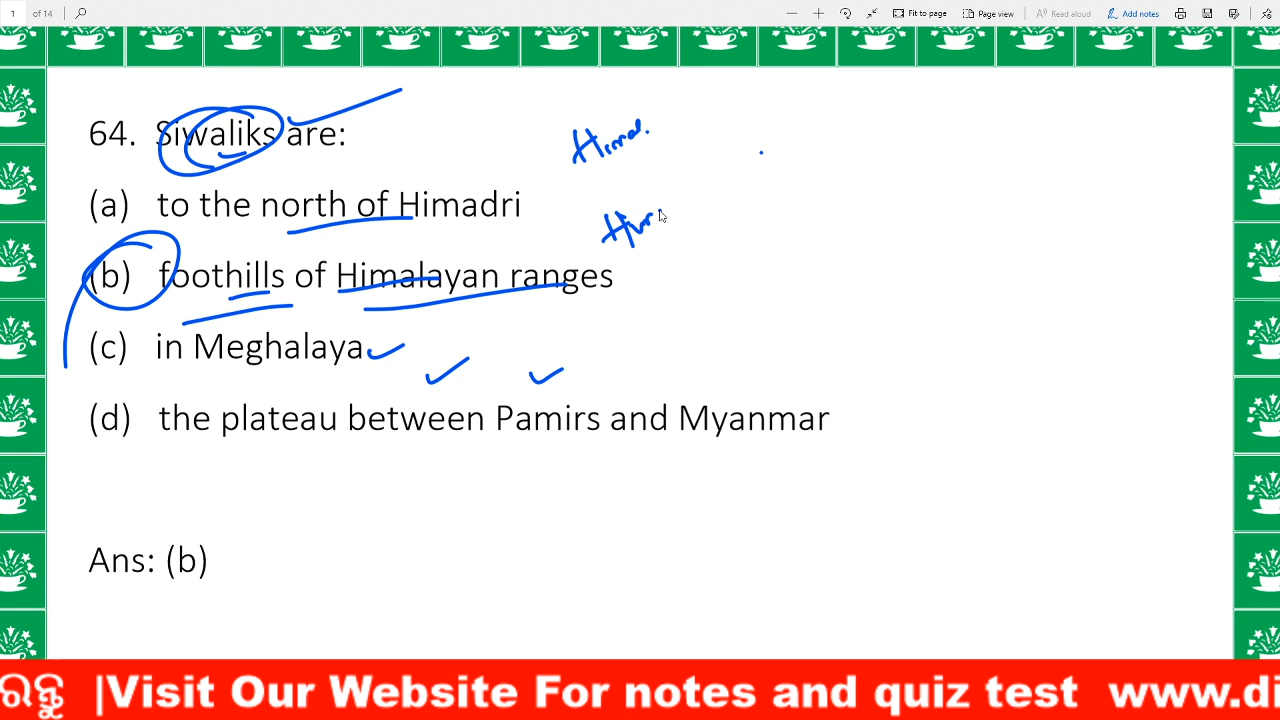 1 of 14 Fit to page Page view Read aloud Add notes
64. Siwaliks are:
Himal.
(a) to the north of Himadri
(b) foothills of Himalayan ranges
(c) in Meghalaya
(d) the plateau between Pamirs and Myanmar
Ans: (b)
ରନ୍ତୁ |Visit Our Website For notes and quiz test www.di